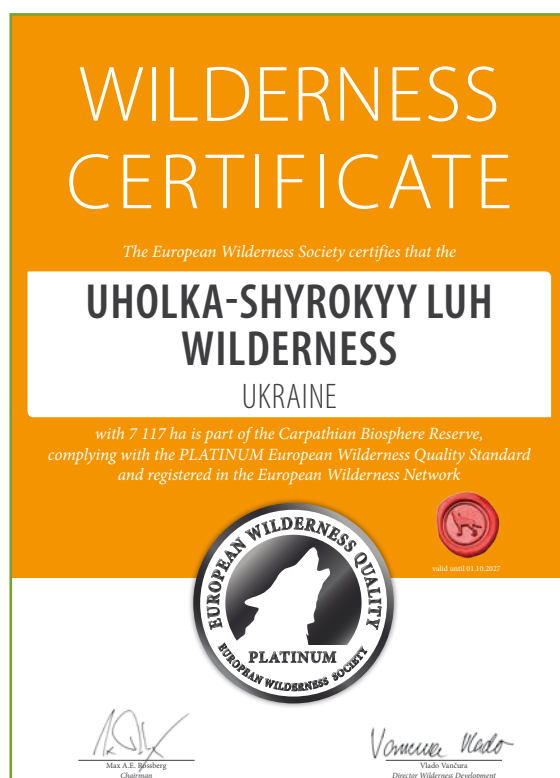 WILDERNESS
CERTIFICATE
The European Wilderness Society certifies that the
UHOLKA-SHYROKYY LUH
WILDERNESS
UKRAINE
with 7 117 ha is part of the Carpathian Biosphere Reserve,
complying with the PLATINUM European Wilderness Quality Standard
and registered in the European Wilderness Network
valid until 01.10.2027
EUROPEAN WILDERNESS QUALITY
PLATINUM
EUROPEAN WILDERNESS SOCIETY
Max A.E. Rossberg
Chairman
Vancura Vlado
Vlado Vančura
Director Wilderness Development